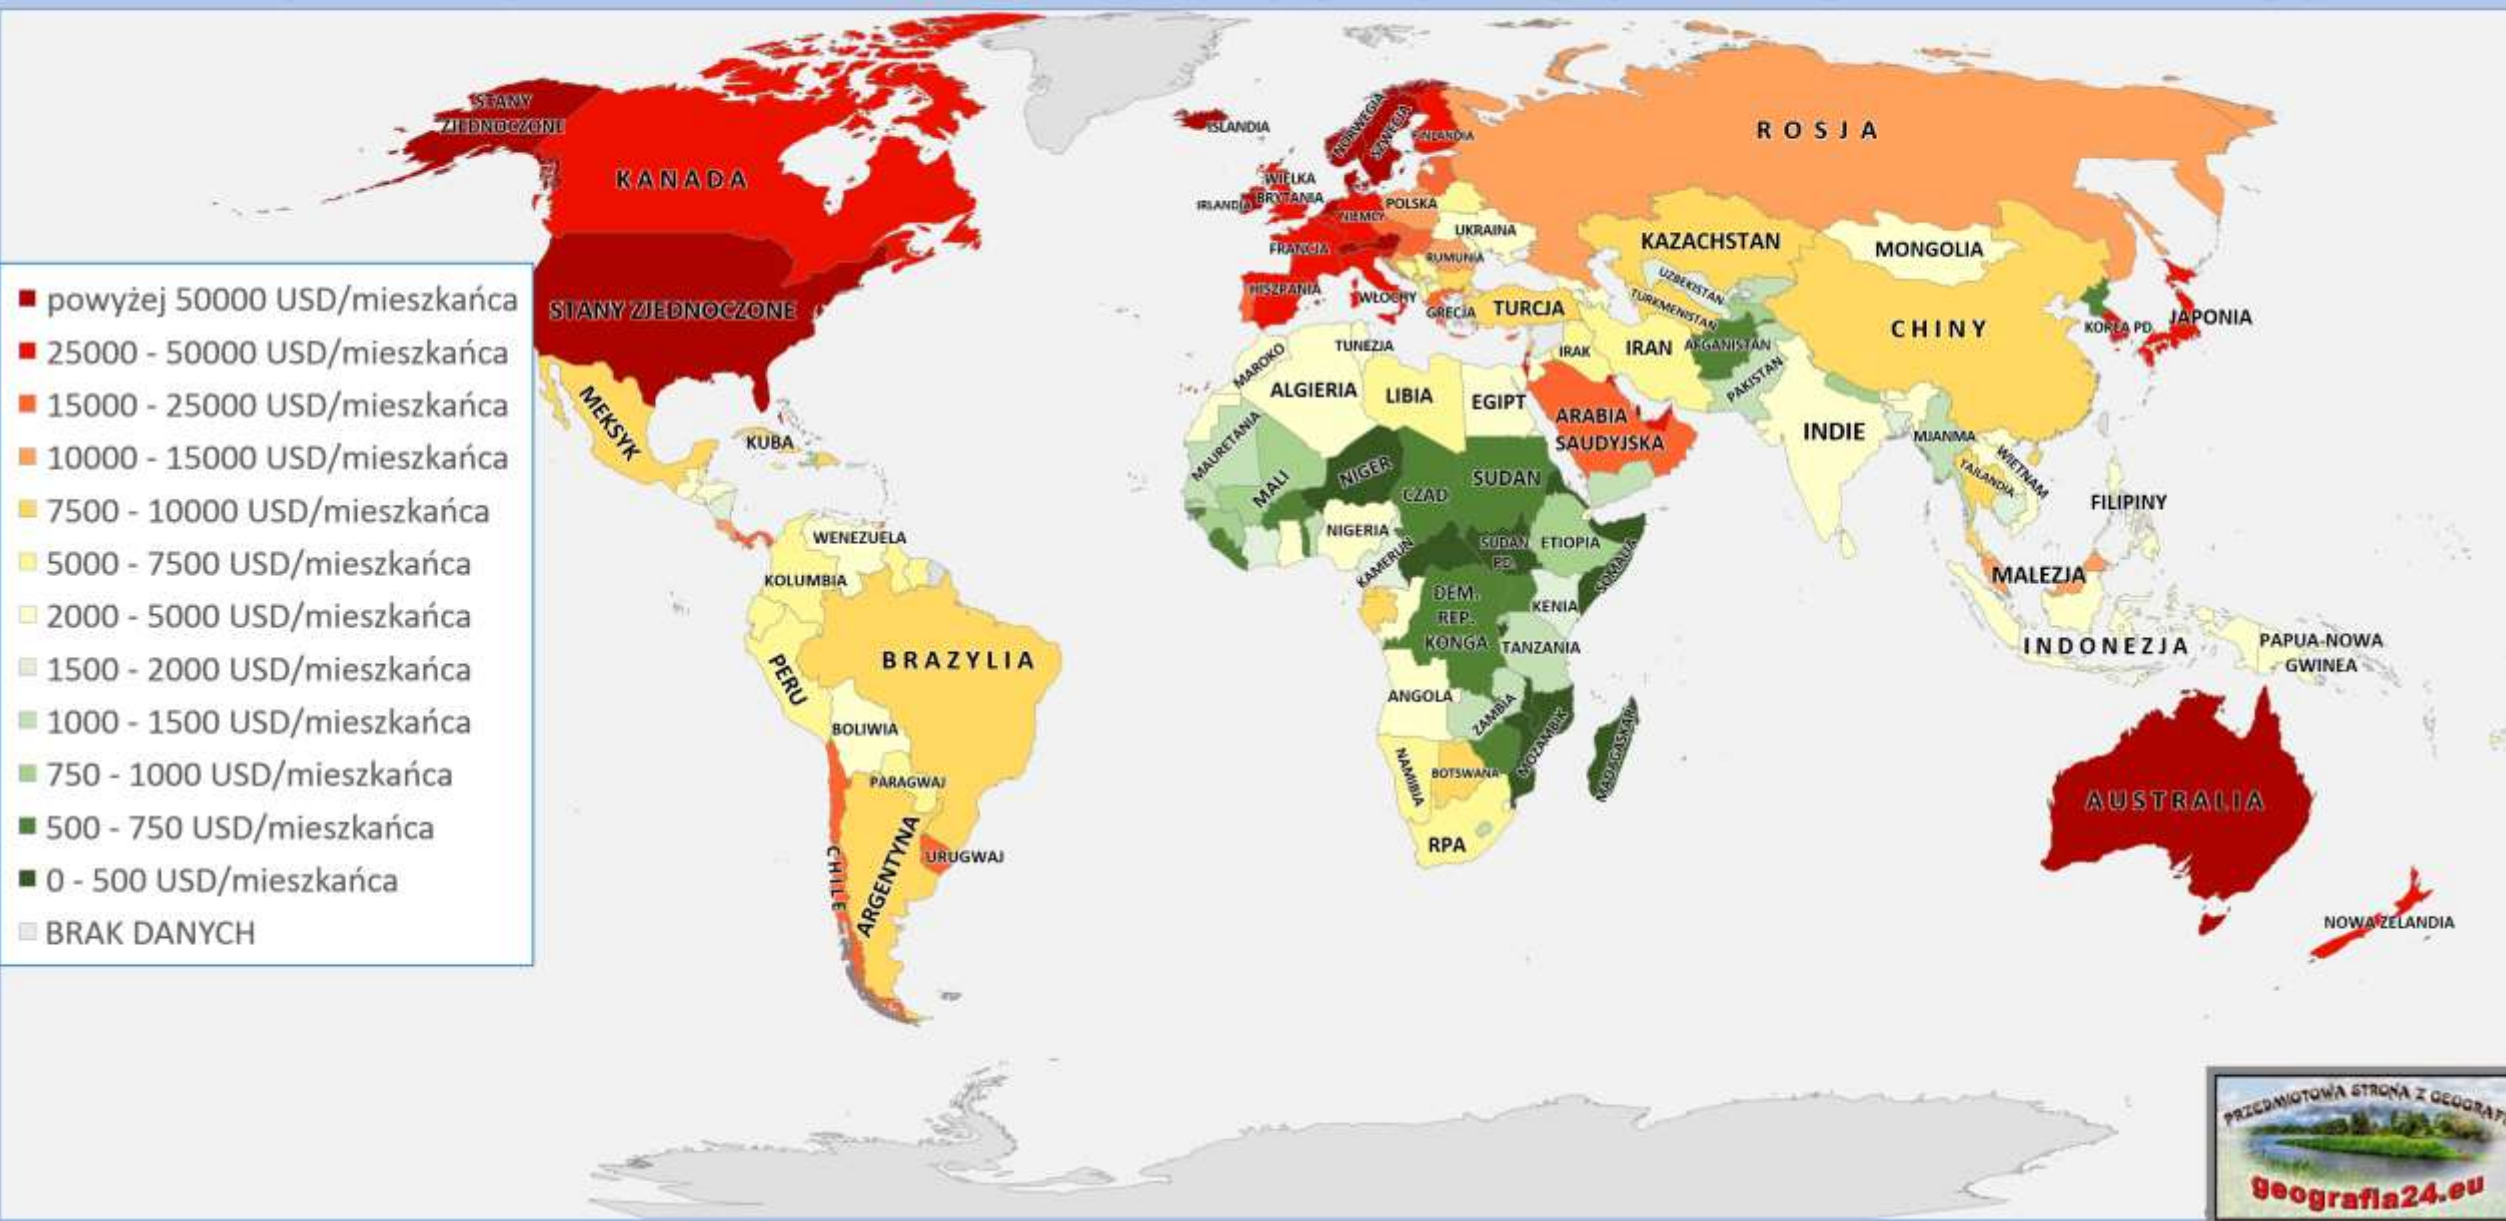 STANY
ZJEDNOCZONE
KANADA
STANY ZJEDNOCZONE
MEKSYK
KUBA
WENEZUELA
KOLUMBIA
PERU
BRAZYLIA
BOLIWIA
PARAGWAJ
CHILE
ARGENTYNA
URUGWAJ
powyżej 50000 USD/mieszkańca
25000 - 50000 USD/mieszkańca
15000 - 25000 USD/mieszkańca
10000 - 15000 USD/mieszkańca
7500 - 10000 USD/mieszkańca
5000 - 7500 USD/mieszkańca
2000 - 5000 USD/mieszkańca
1500 - 2000 USD/mieszkańca
1000 - 1500 USD/mieszkańca
750 - 1000 USD/mieszkańca
500 - 750 USD/mieszkańca
0 - 500 USD/mieszkańca
BRAK DANYCH
ISLANDIA
NORWEGIA
SZWECJA
FINLANDIA
WIELKA
BRYTANIA
IRLANDIA
NIEMCY
POLSKA
UKRAINA
FRANCJA
RUMUNIA
HISZPANIA
WŁOCHY
GRECJA
TURCJA
ROSJA
KAZACHSTAN
MONGOLIA
UZBEKISTAN
TURKMENISTAN
CHINY
KOREA PD.
JAPONIA
MAROKO
TUNEZJA
ALGIERIA
LIBIA
EGIPT
IRAK
IRAN
AFGANISTAN
PAKISTAN
ARABIA
SAUDYJSKA
INDIE
MJANMA
WIETNAM
TAJLANDIA
FILIPINY
MALEZJA
INDONEZJA
PAPUA-NOWA
GWINEA
MAURETANIA
MALI
NIGER
CZAD
SUDAN
NIGERIA
KAMERUN
SUDAN
PD.
ETIOPIA
SOMALIA
DEM.
REP.
KONGA
KENIA
TANZANIA
ANGOLA
ZAMBIA
MOZAMBIK
MADAGASKAR
NAMIBIA
BOTSWANA
RPA
AUSTRALIA
NOWA ZELANDIA
geografia24.eu